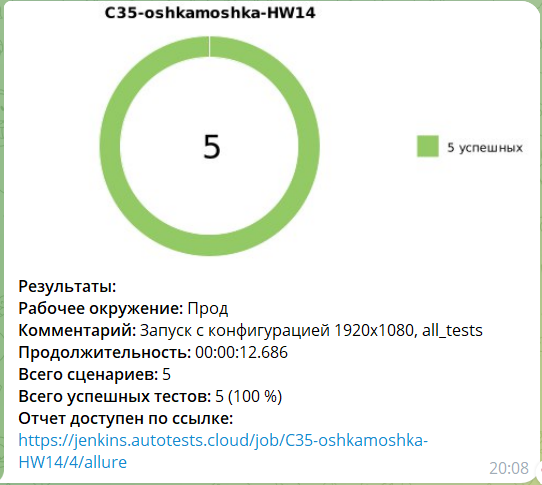 C35-oshkamoshka-HW14
5
5 успешных
Результаты:
Рабочее окружение: Прод
Комментарий: Запуск с конфигурацией 1920x1080, all_tests
Продолжительность: 00:00:12.686
Всего сценариев: 5
Всего успешных тестов: 5 (100 %)
Отчет доступен по ссылке:
https://jenkins.autotests.cloud/job/C35-oshkamoshka-
HW14/4/allure
20:08